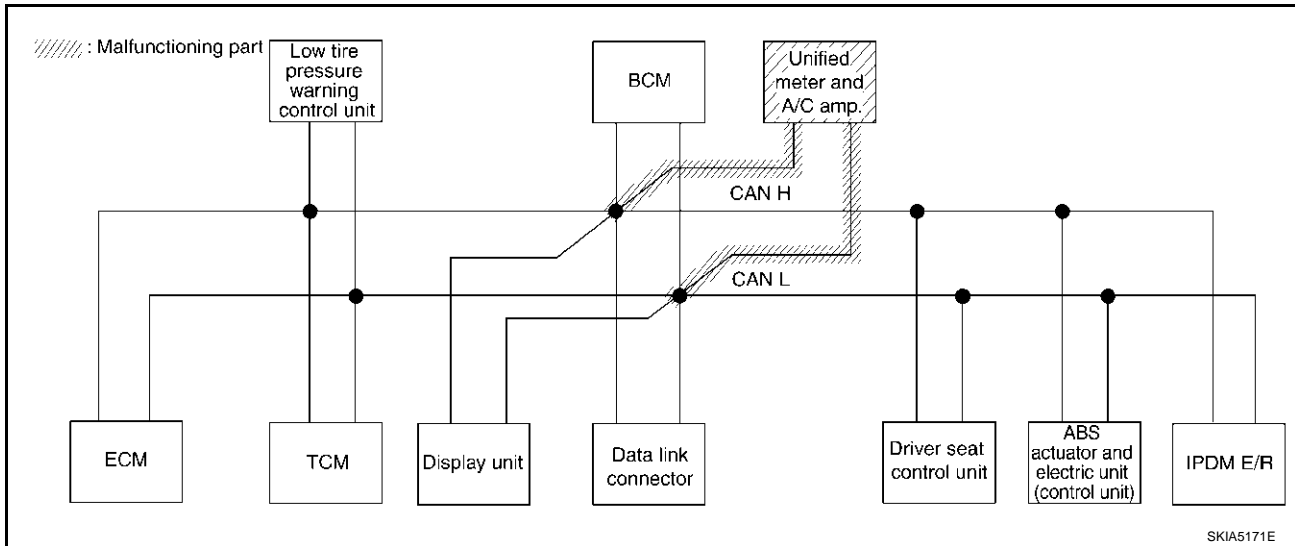 : Malfunctioning part
Low tire
pressure
warning
control unit
BCM
Unified
meter and
A/C amp.
CAN H
CAN L
ECM
TCM
Display unit
Data link
connector
Driver seat
control unit
ABS
actuator and
electric unit
(control unit)
IPDM E/R
SKIA5171E